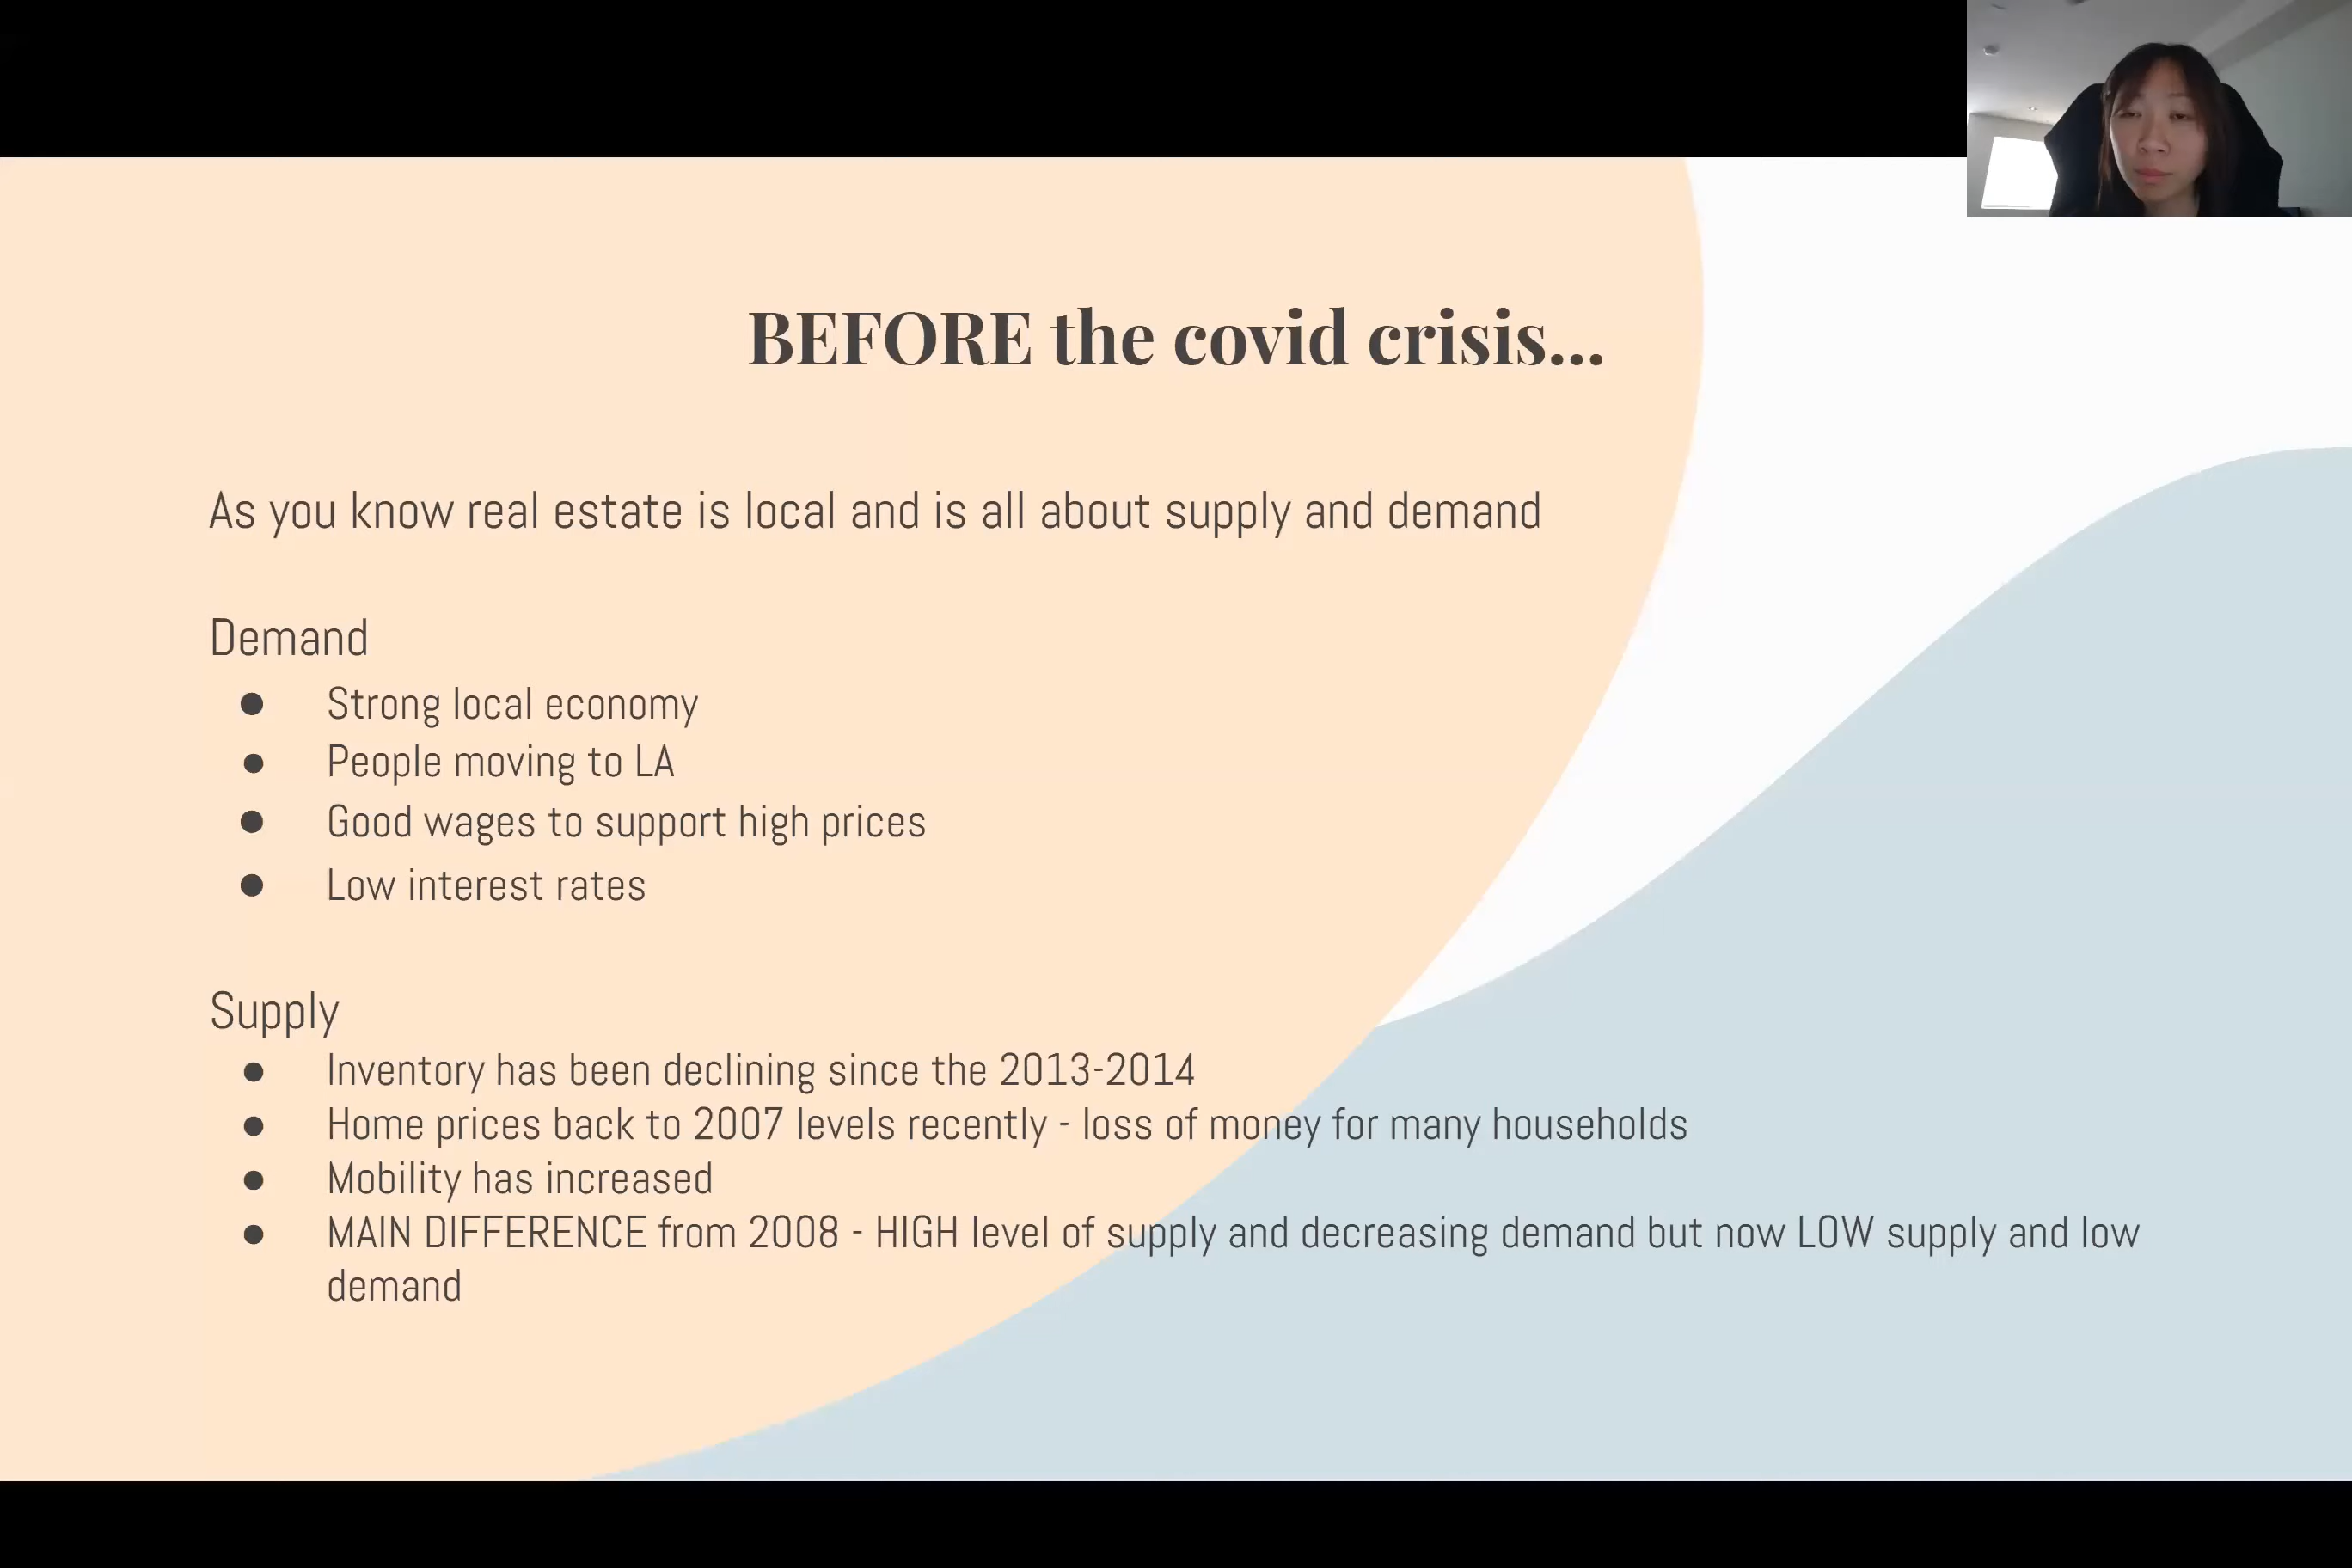 BEFORE the covid crisis...
As you know real estate is local and is all about supply and demand
Demand
● Strong local economy
● People moving to LA
● Good wages to support high prices
● Low interest rates
Supply
● Inventory has been declining since the 2013-2014
● Home prices back to 2007 levels recently - loss of money for many households
● Mobility has increased
● MAIN DIFFERENCE from 2008 - HIGH level of supply and decreasing demand but now LOW supply and low
demand